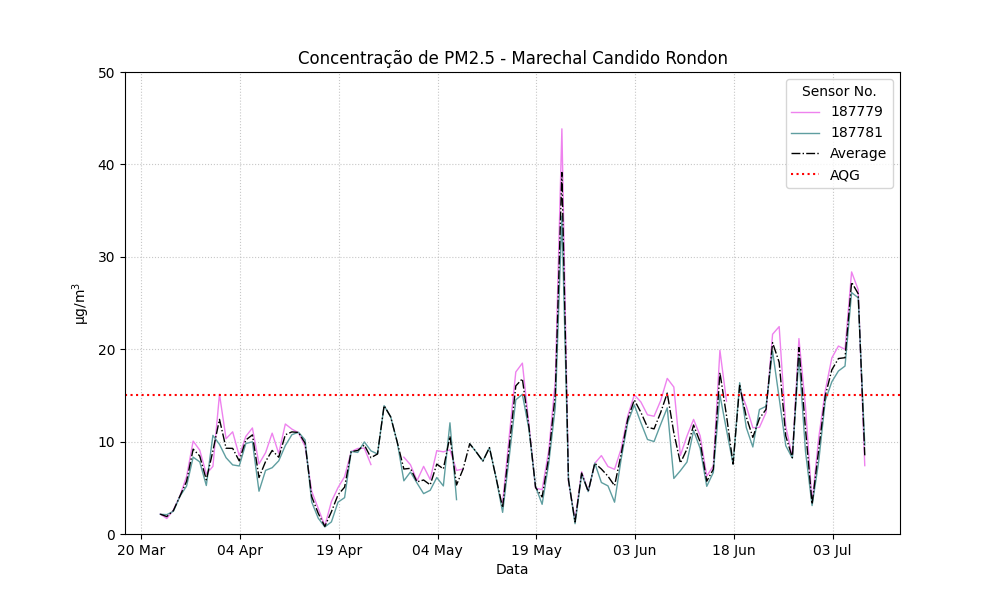 Concentração de PM2.5 - Marechal Candido Rondon
50
40
30
20
10
0
µg/m³
Sensor No.
187779
187781
Average
AQG
20 Mar
04 Apr
19 Apr
04 May
19 May
03 Jun
18 Jun
03 Jul
Data